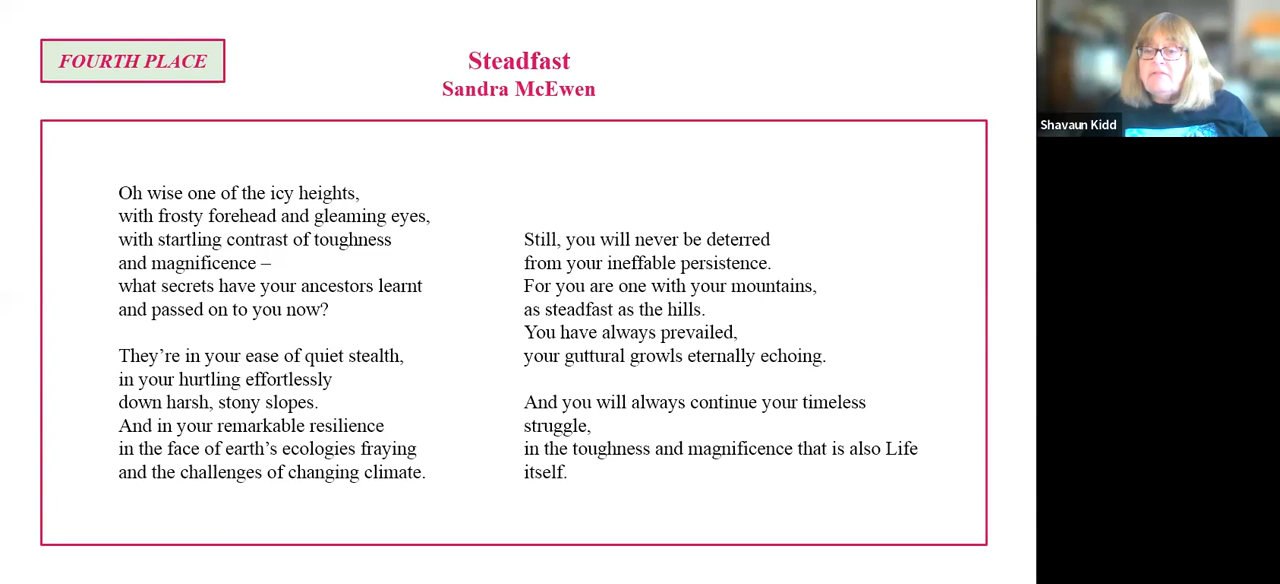 FOURTH PLACE
Steadfast
Sandra McEwen
Oh wise one of the icy heights,
with frosty forehead and gleaming eyes,
with startling contrast of toughness
and magnificence –
what secrets have your ancestors learnt
and passed on to you now?
They’re in your ease of quiet stealth,
in your hurtling effortlessly
down harsh, stony slopes.
And in your remarkable resilience
in the face of earth’s ecologies fraying
and the challenges of changing climate.
Still, you will never be deterred
from your ineffable persistence.
For you are one with your mountains,
as steadfast as the hills.
You have always prevailed,
your guttural growls eternally echoing.
And you will always continue your timeless
struggle,
in the toughness and magnificence that is also Life
itself.
Shavaun Kidd